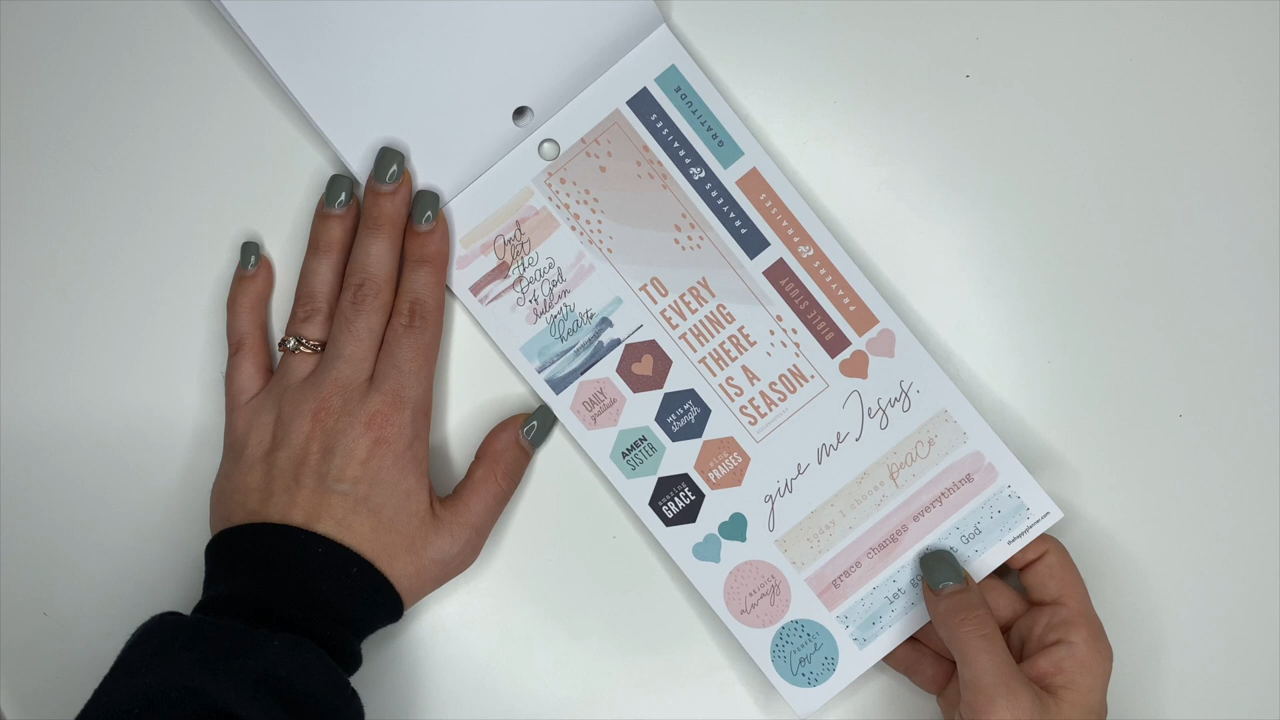 And
let
the
peace
of God
rule in
your
hearts
TO
EVERY
THING
THERE
IS A
SEASON.
GRATITUDE
PRAYERS & PRAISES
PRAYERS & PRAISES
BIBLE STUDY
DAILY
gratitude
HE IS MY
strength
AMEN
SISTER
sing
PRAISES
amazing
GRACE
give me Jesus.
today I choose peace
grace changes everything
let go
God
REJOICE
always
PERFECT
love
thehappyplanner.com